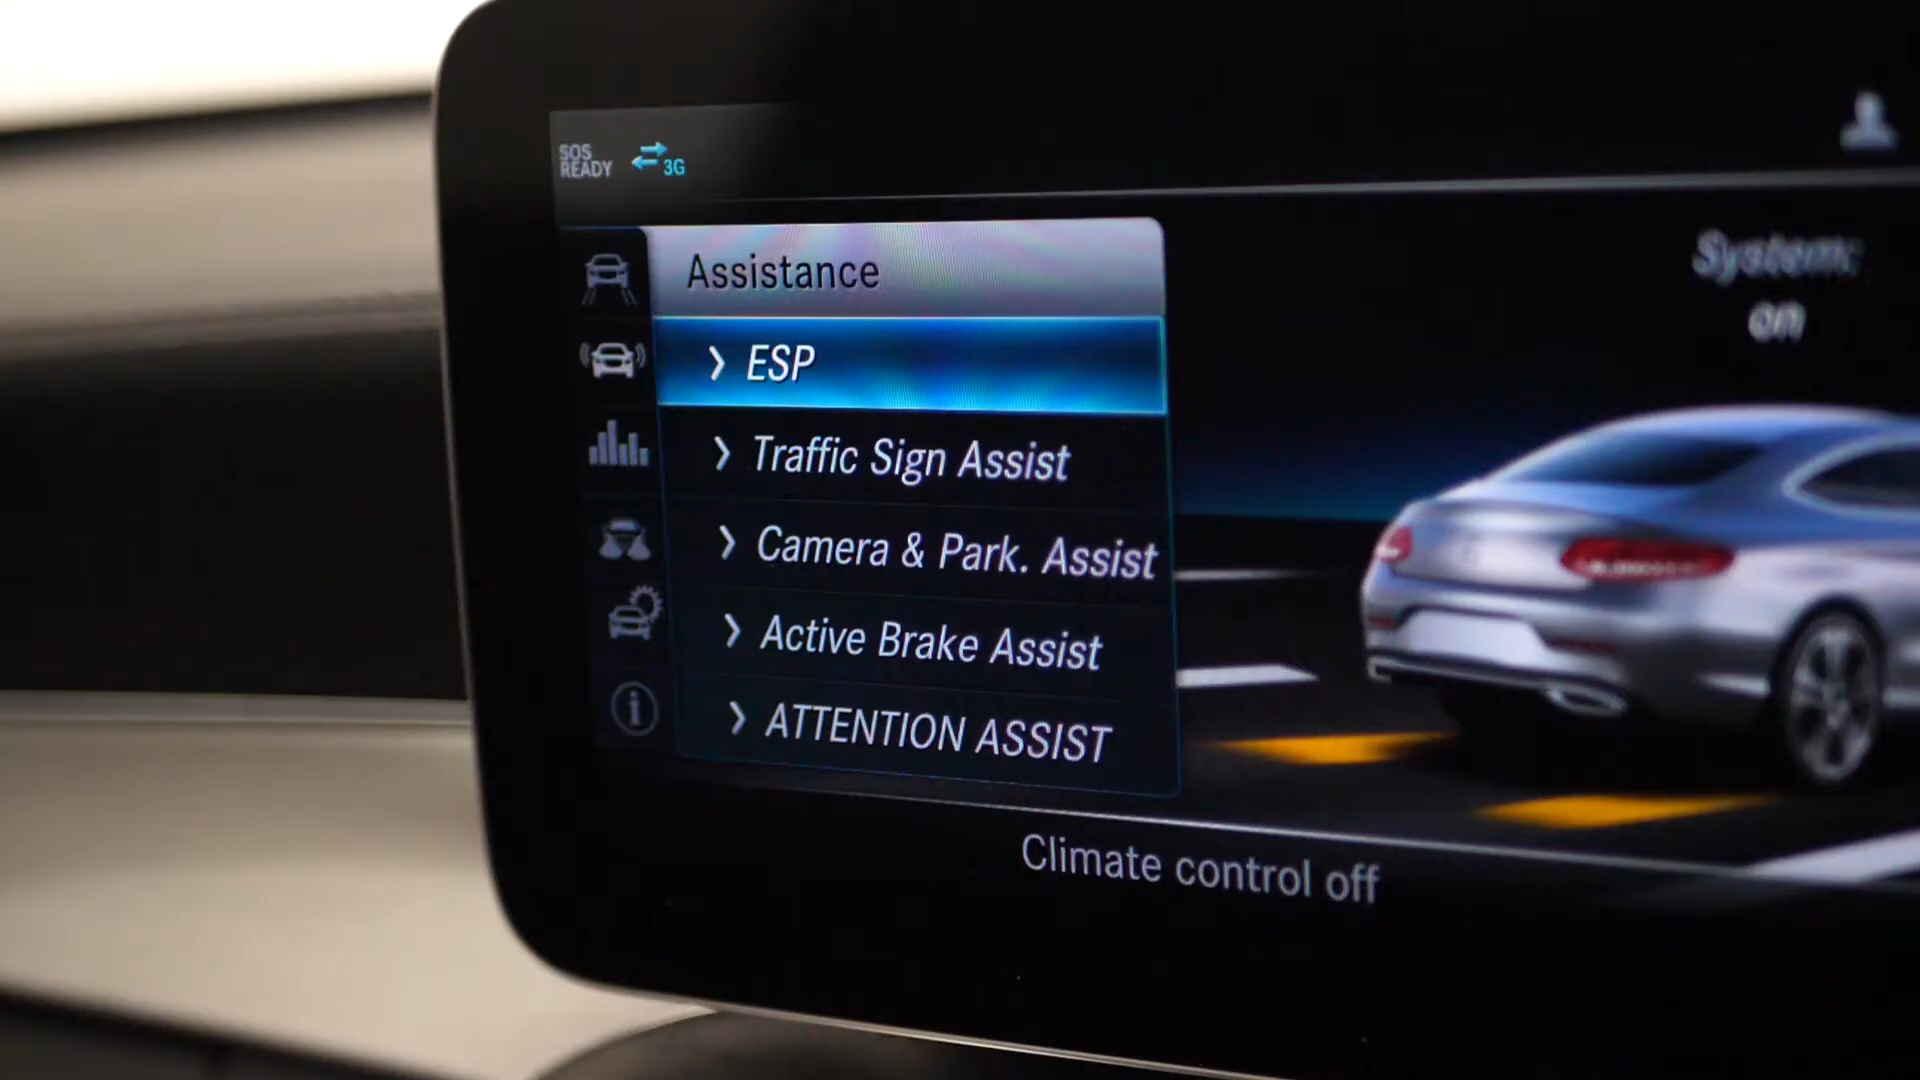 SOS
READY
3G
Assistance
ESP
Traffic Sign Assist
Camera & Park. Assist
Active Brake Assist
ATTENTION ASSIST
System:
on
Climate control off